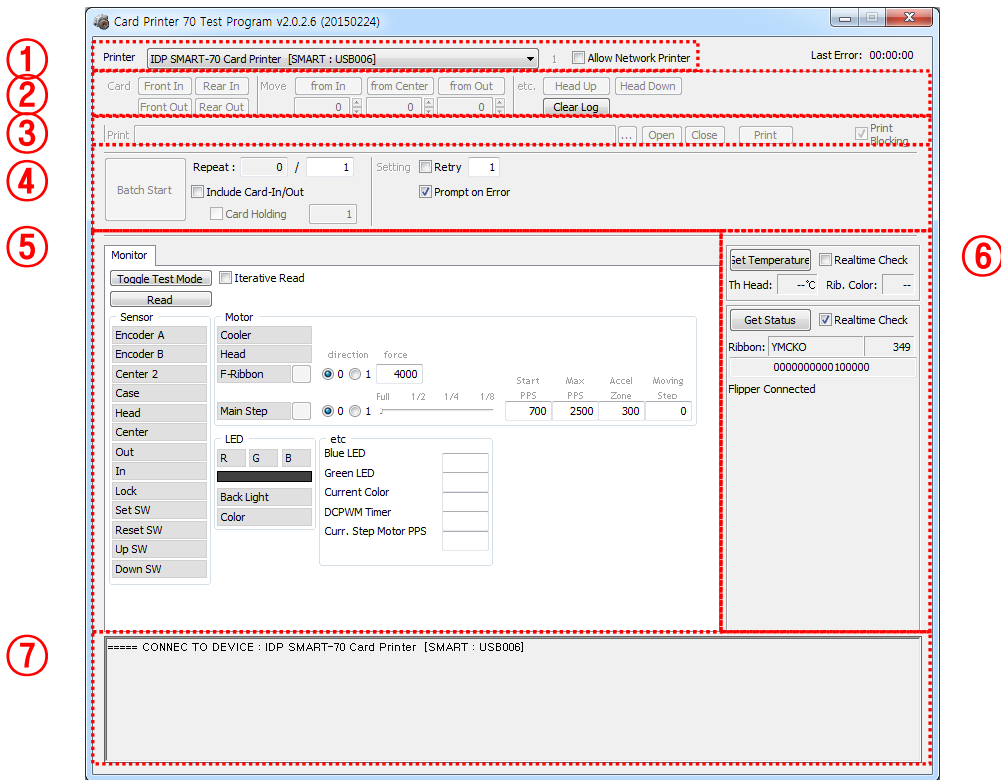 Card Printer 70 Test Program v2.0.2.6 (20150224)
①
Printer IDP SMART-70 Card Printer [SMART : USB006] 1 Allow Network Printer Last Error: 00:00:00
②
Card Front In Rear In Move from In from Center from Out etc. Head Up Head Down
Front Out Rear Out 0 0 0 Clear Log
③
Print ... Open Close Print Print Blocking
④
Batch Start Repeat : 0 / 1 Setting Retry 1
Include Card-In/Out Prompt on Error
Card Holding 1
⑤
⑥
Monitor
Toggle Test Mode Iterative Read
Read
Sensor
Encoder A
Encoder B
Center 2
Case
Head
Center
Out
In
Lock
Set SW
Reset SW
Up SW
Down SW
Motor
Cooler
Head
direction force
F-Ribbon 0 1 4000
Full 1/2 1/4 1/8
Start PPS Max PPS Accel Zone Moving Step
Main Step 0 1 700 2500 300 0
LED
R G B
Back Light
Color
etc
Blue LED
Green LED
Current Color
DCPWM Timer
Curr. Step Motor PPS
Get Temperature Realtime Check
Th Head: --℃ Rib. Color: --
Get Status Realtime Check
Ribbon: YMCKO 349
0000000000100000
Flipper Connected
⑦
===== CONNEC TO DEVICE : IDP SMART-70 Card Printer [SMART : USB006]